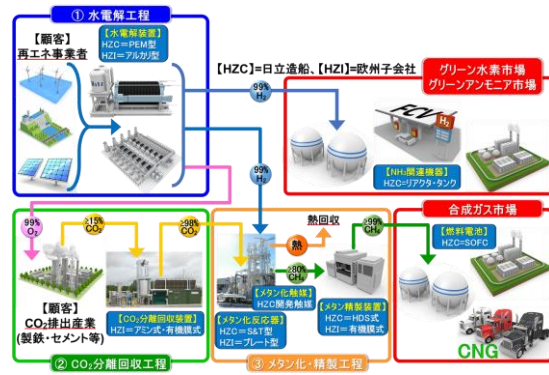 ① 水電解工程
【顧客】
再エネ事業者
【水電解装置】
HZC=PEM型
HZI=アルカリ型
【HZC】=日立造船、【HZI】=欧州子会社
グリーン水素市場
グリーンアンモニア市場
99%
H₂
FCV
H₂
【NH₃関連機器】
HZC=リアクタ・タンク
99%
H₂
99%
O₂
≥15%
CO₂
≥98%
CO₂
熱回収
熱
≥80%
CH₄
≥99%
CH₄
合成ガス市場
【燃料電池】
HZC=SOFC
【メタン化触媒】
HZC開発触媒
【メタン化反応器】
HZC=S&T型
HZI=プレート型
【メタン精製装置】
HZC=HDS式
HZI=有機膜式
【顧客】
CO₂排出産業
(製鉄・セメント等)
【CO₂分離回収装置】
HZI=アミン式・有機膜式
CNG
② CO₂分離回収工程
③ メタン化・精製工程